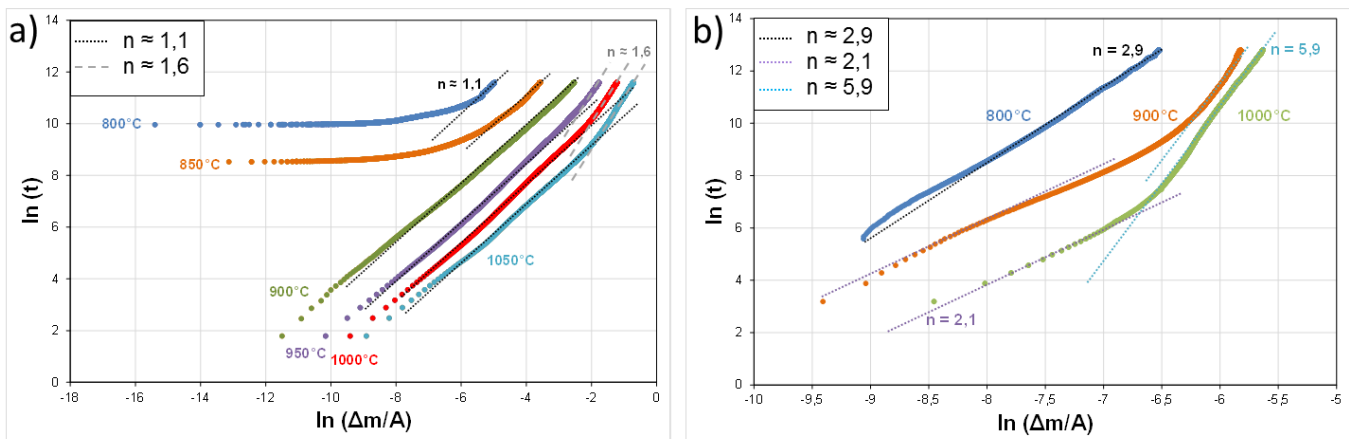 a)
n ≈ 1,1
n ≈ 1,6
n ≈ 1,1
n ≈ 1,6
800°C
850°C
900°C
950°C
1000°C
1050°C
14
12
10
8
6
4
2
0
-18
-16
-14
-12
-10
-8
-6
-4
-2
0
ln (t)
ln (Δm/A)
b)
n ≈ 2,9
n ≈ 2,1
n ≈ 5,9
n = 2,9
n = 5,9
800°C
900°C
1000°C
n = 2,1
14
12
10
8
6
4
2
0
-10
-9,5
-9
-8,5
-8
-7,5
-7
-6,5
-6
-5,5
-5
ln (t)
ln (Δm/A)